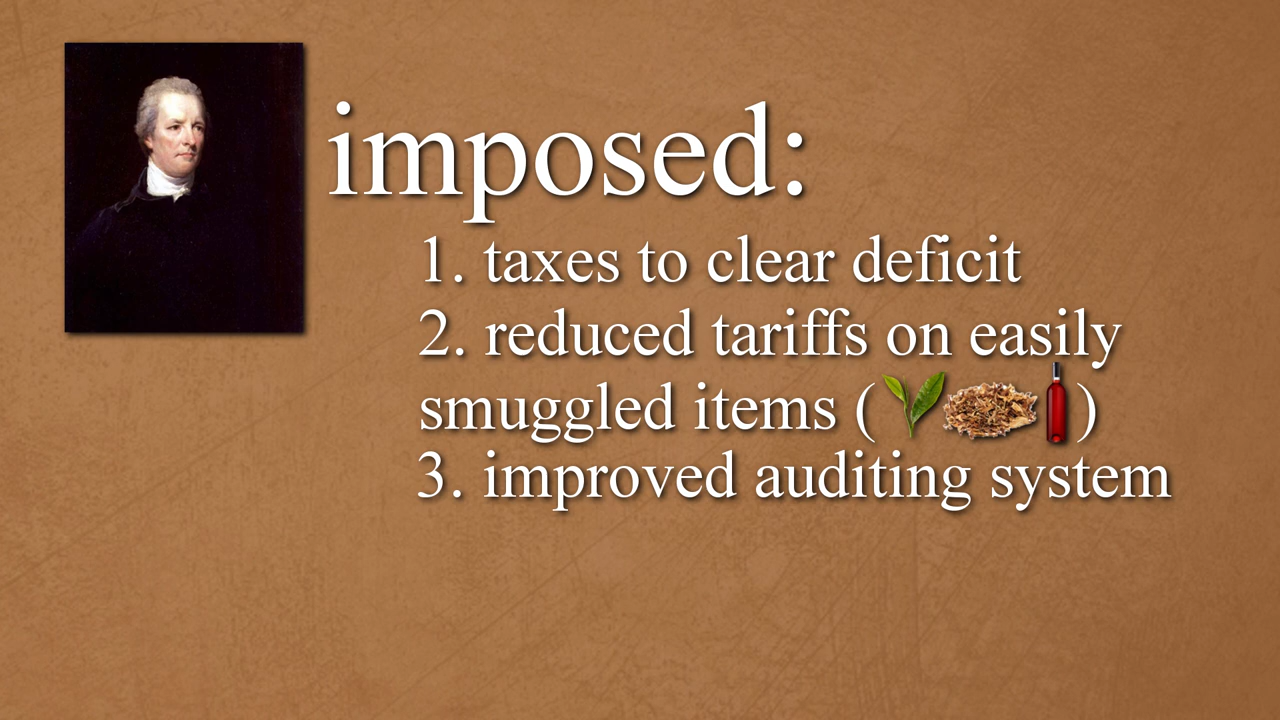 imposed:
1. taxes to clear deficit
2. reduced tariffs on easily
smuggled items ( )
3. improved auditing system